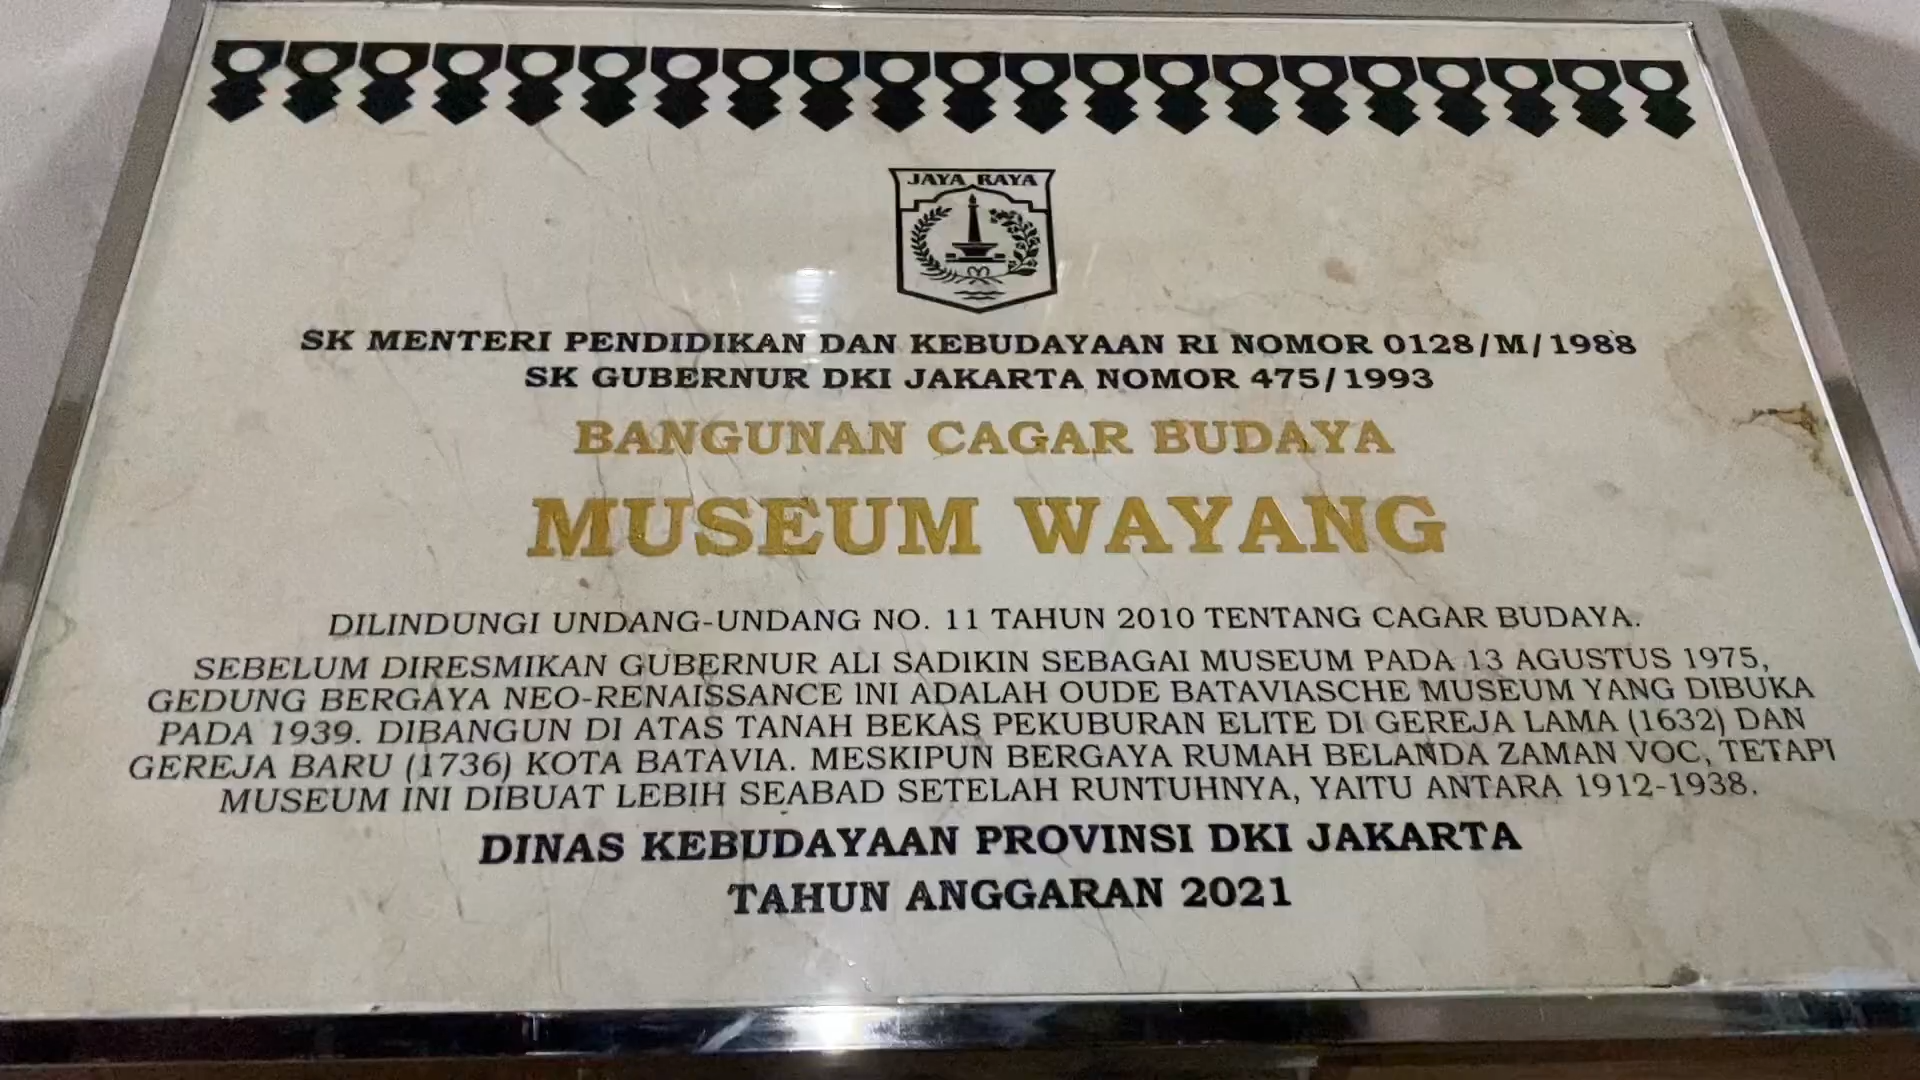 JAYA RAYA
SK MENTERI PENDIDIKAN DAN KEBUDAYAAN RI NOMOR 0128/M/1988
SK GUBERNUR DKI JAKARTA NOMOR 475/1993
BANGUNAN CAGAR BUDAYA
MUSEUM WAYANG
DILINDUNGI UNDANG-UNDANG NO. 11 TAHUN 2010 TENTANG CAGAR BUDAYA.
SEBELUM DIRESMIKAN GUBERNUR ALI SADIKIN SEBAGAI MUSEUM PADA 13 AGUSTUS 1975,
GEDUNG BERGAYA NEO-RENAISSANCE INI ADALAH OUDE BATAVIASCHE MUSEUM YANG DIBUKA
PADA 1939. DIBANGUN DI ATAS TANAH BEKAS PEKUBURAN ELITE DI GEREJA LAMA (1632) DAN
GEREJA BARU (1736) KOTA BATAVIA. MESKIPUN BERGAYA RUMAH BELANDA ZAMAN VOC, TETAPI
MUSEUM INI DIBUAT LEBIH SEABAD SETELAH RUNTUHNYA, YAITU ANTARA 1912-1938.
DINAS KEBUDAYAAN PROVINSI DKI JAKARTA
TAHUN ANGGARAN 2021